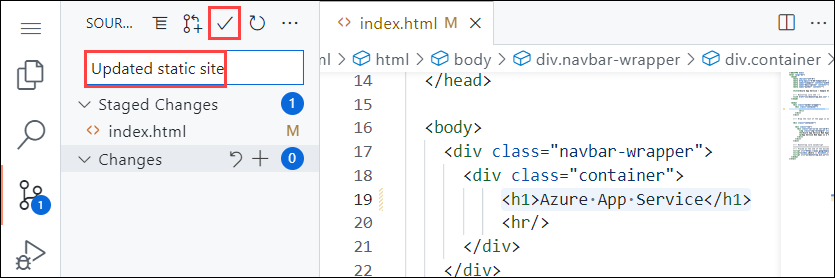 SOUR...
Updated static site
Staged Changes 1
index.html M
Changes 0
1
index.html M
ml > html > body > div.navbar-wrapper > div.container
14 </head>
15
16 <body>
17 <div class="navbar-wrapper">
18 <div class="container">
19 <h1>Azure·App·Service</h1>
20 <hr/>
21 </div>
22 </div>